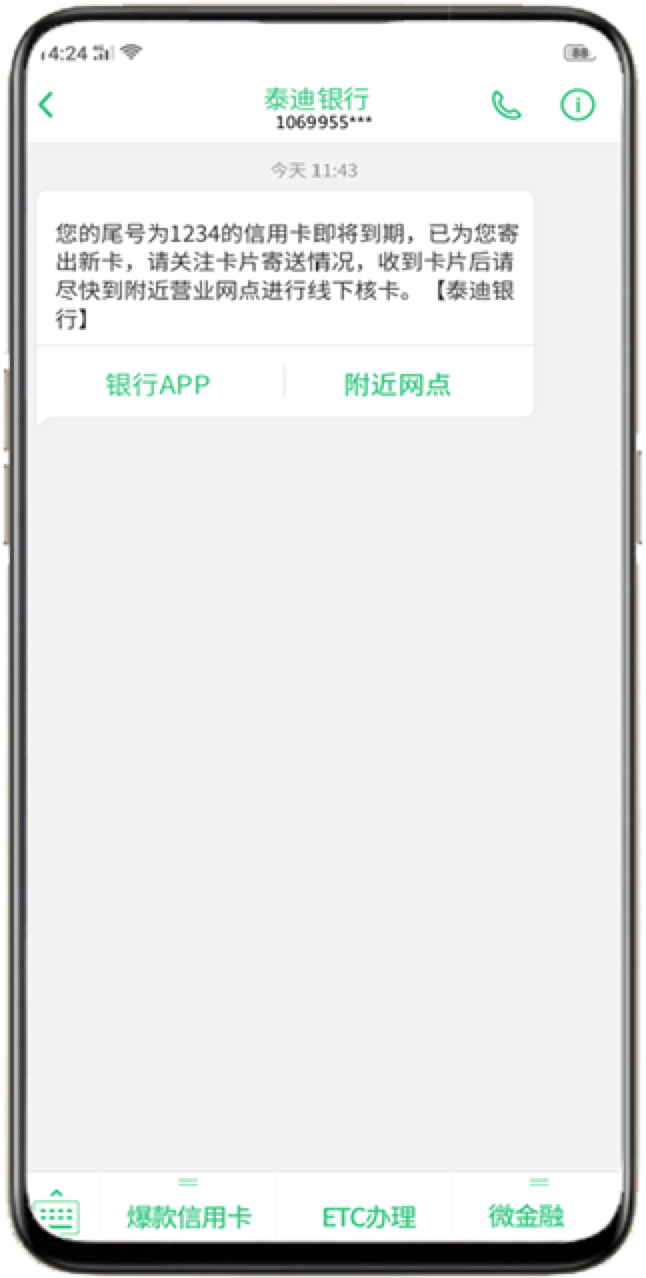 4:24
88
泰迪银行
1069955***
今天 11:43
您的尾号为1234的信用卡即将到期，已为您寄
出新卡，请关注卡片寄送情况，收到卡片后请
尽快到附近营业网点进行线下核卡。【泰迪银
行】
银行APP
附近网点
爆款信用卡
ETC办理
微金融